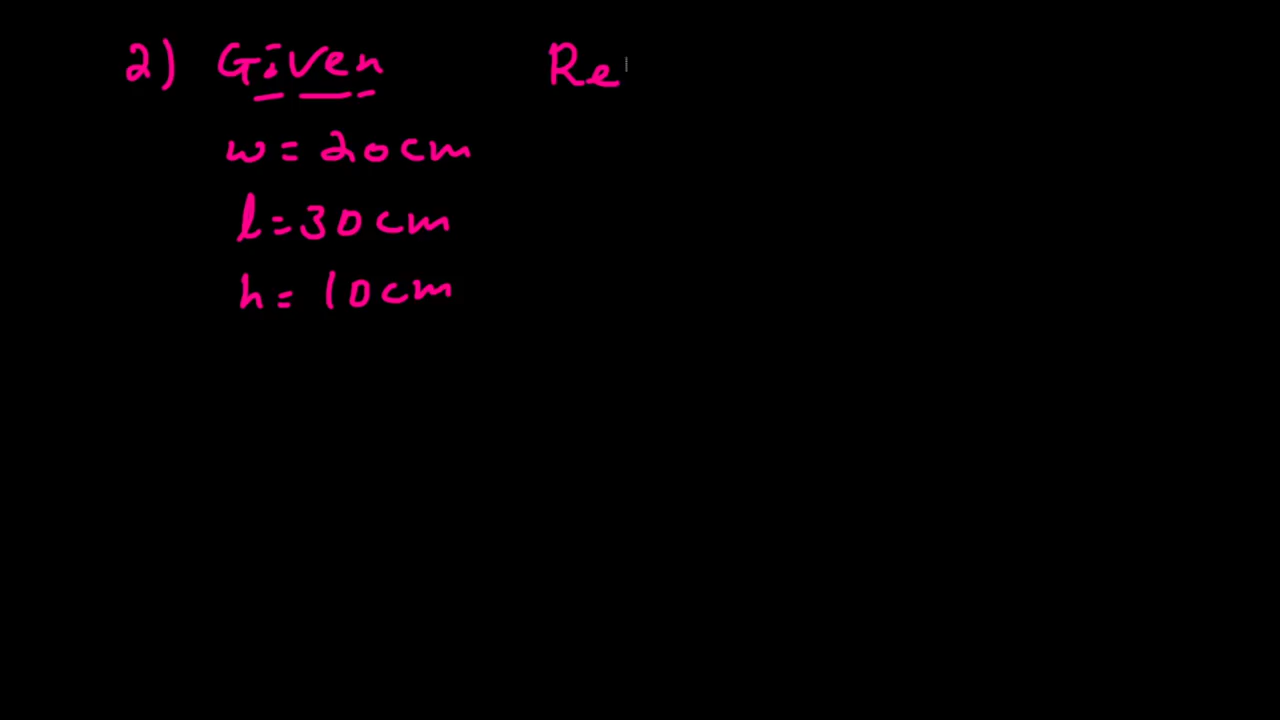 2) Given Re
w = 20cm
l = 30cm
h = 10cm